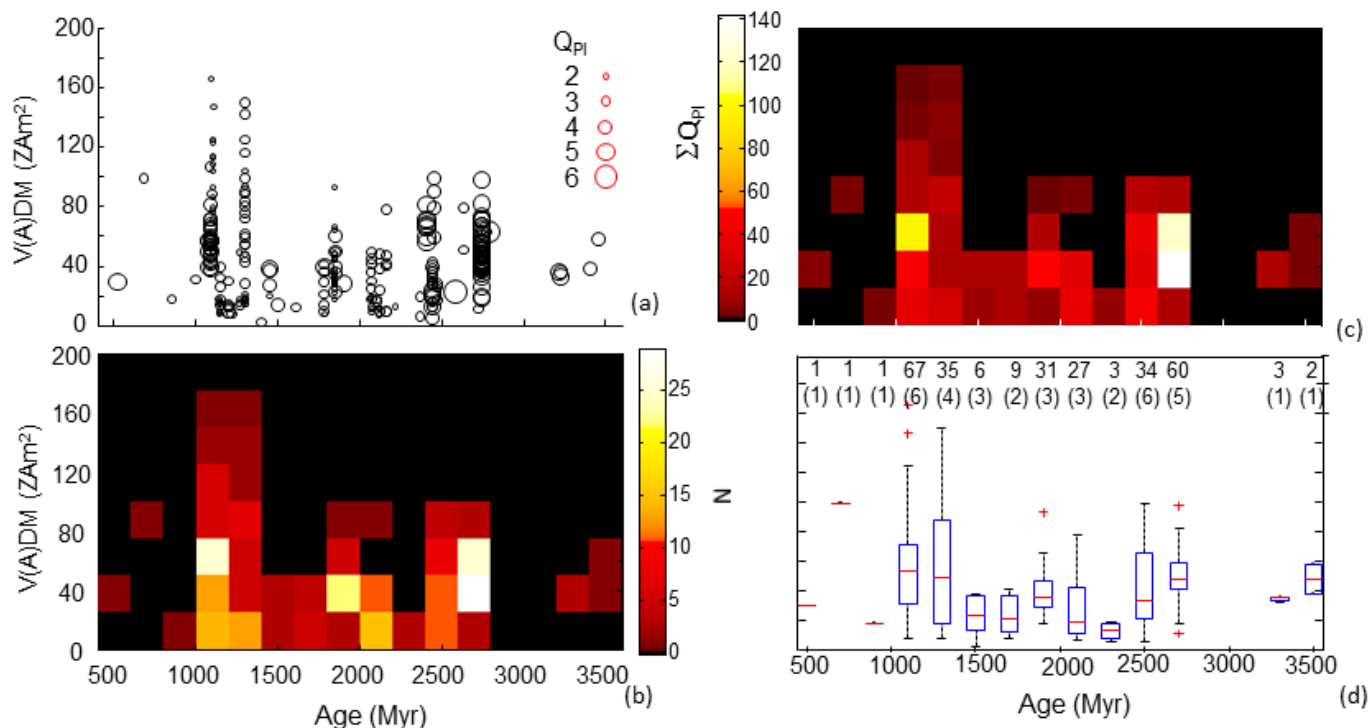 200
160
120
80
40
0
V(A)DM (ZAm²)
Q_PI
2
3
4
5
6
(a)
140
120
100
80
60
40
20
0
ΣQ_PI
(c)
200
160
120
80
40
0
V(A)DM (ZAm²)
500 1000 1500 2000 2500 3000 3500
Age (Myr)
(b)
25
20
15
10
5
0
N
1 1 1 67 35 6 9 31 27 3 34 60 3 2
(1) (1) (1) (6) (4) (3) (2) (3) (3) (2) (6) (5) (1) (1)
500 1000 1500 2000 2500 3000 3500
Age (Myr)
(d)